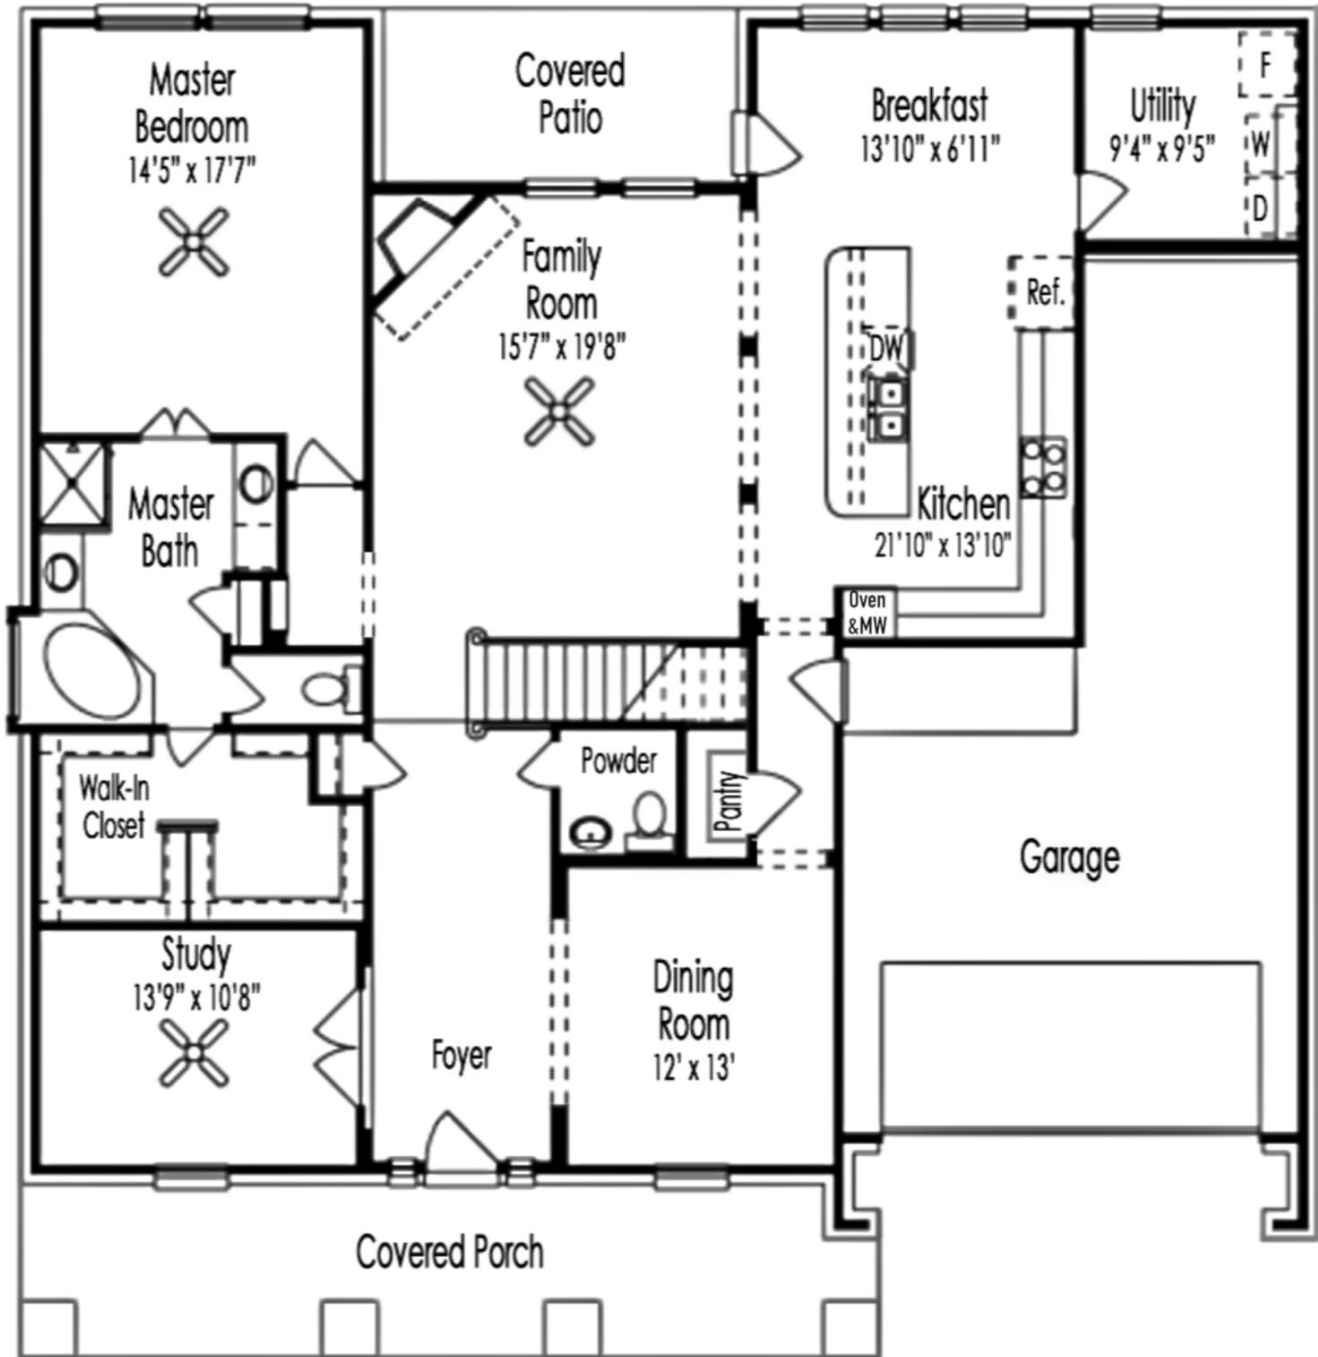 Master
Bedroom
14'5" x 17'7"
Covered
Patio
Breakfast
13'10" x 6'11"
Utility
9'4" x 9'5"
F
W
D
Family
Room
15'7" x 19'8"
Ref.
DW
Master
Bath
Kitchen
21'10" x 13'10"
Oven
&MW
Walk-In
Closet
Powder
Pantry
Garage
Study
13'9" x 10'8"
Foyer
Dining
Room
12' x 13'
Covered Porch